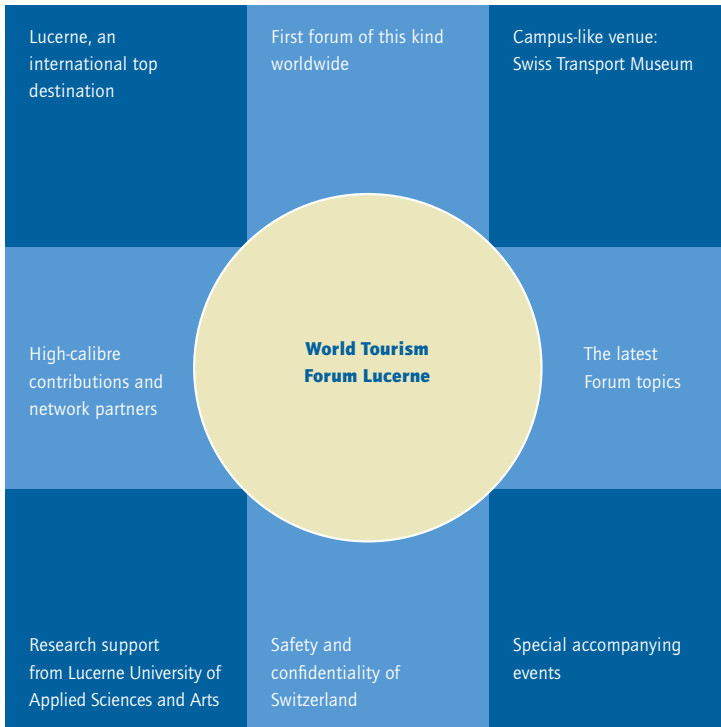 Lucerne, an
international top
destination
First forum of this kind
worldwide
Campus-like venue:
Swiss Transport Museum
High-calibre
contributions and
network partners
World Tourism
Forum Lucerne
The latest
Forum topics
Research support
from Lucerne University of
Applied Sciences and Arts
Safety and
confidentiality of
Switzerland
Special accompanying
events